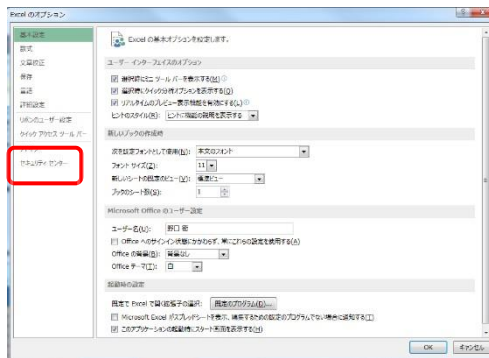 Excel のオプション
基本設定
数式
文章校正
保存
言語
詳細設定
リボンのユーザー設定
クイック アクセス ツール バー
アドイン
セキュリティ センター
Excel の基本オプションを設定します。
ユーザー インターフェイスのオプション
選択時にミニ ツール バーを表示する(M)
選択時にクイック分析オプションを表示する(Q)
リアルタイムのプレビュー表示機能を有効にする(L)
ヒントのスタイル(R): ヒントに機能の説明を表示する
新しいブックの作成時
次を既定フォントとして使用(N): 本文のフォント
フォント サイズ(Z): 11
新しいシートの既定のビュー(V): 標準ビュー
ブックのシート数(S): 1
Microsoft Office のユーザー設定
ユーザー名(U):
Office へのサインイン状態にかかわらず、常にこれらの設定を使用する(A)
Office の背景(B): 背景なし
Office テーマ(T): 白
起動時の設定
既定で Excel で開く拡張子の選択: 既定のプログラム(D)...
Microsoft Excel がスプレッドシートを表示、編集するための既定のプログラムでない場合に通知する(T)
このアプリケーションの起動時にスタート画面を表示する(H)
OK
キャンセル